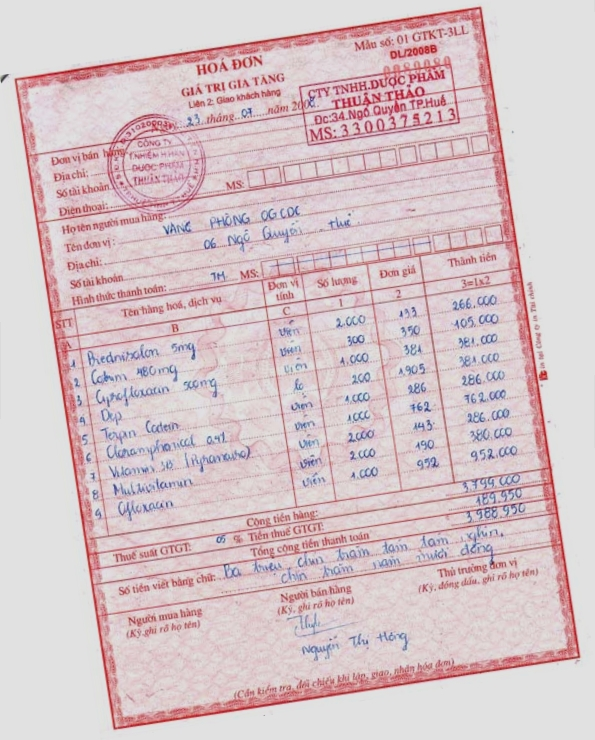 HOÁ ĐƠN
GIÁ TRỊ GIA TĂNG
Liên 2: Giao khách hàng
23 tháng 07 năm 2008
Mẫu số: 01 GTKT-3LL
DL/2008B
0080080
CTY TNHH.DƯỢC PHẨM
THUẬN THẢO
Đc:34.Ngô Quyền TP.Huế
MS: 3300375213
CÔNG TY
T.NHIỆM H.HẠN
DƯỢC PHẨM
THUẬN THẢO
Đơn vị bán hàng:
Địa chỉ:
Số tài khoản:
Điện thoại: MS:
Họ tên người mua hàng:
Tên đơn vị: VĂNG PHÒNG OGCDC
Địa chỉ: 06 Ngô Quyền Huế
Số tài khoản
Hình thức thanh toán: TM MS:
STT Tên hàng hoá, dịch vụ Đơn vị tính Số lượng Đơn giá Thành tiền
A B C 1 2 3=1x2
1 Prednizolon 5mg Viên 2.000 133 266.000
2 Cotrim 480mg Viên 300 350 105.000
3 Ciprofloxacin 500mg Viên 1.000 381 381.000
4 Dep Lọ 200 1905 381.000
5 Terpin Codein Viên 1.000 286 286.000
6 Cloramphenicol 0.4% 1.000 762 762.000
7 Vitamin 3B Viên 2.000 143 286.000
8 Multivitamin Viên 2.000 190 380.000
9 Ofloxacin Viên 1.000 952 952.000
Cộng tiền hàng: 3.799.000
Thuế suất GTGT: 05 % Tiền thuế GTGT: 189.950
Tổng cộng tiền thanh toán 3.988.950
Số tiền viết bằng chữ: Ba triệu, chín trăm tám tám nghìn,
chín trăm năm mươi đồng
Người mua hàng Người bán hàng Thủ trưởng đơn vị
(Ký, ghi rõ họ tên) (Ký, ghi rõ họ tên) (Ký, đóng dấu, ghi rõ họ tên)
Nguyễn Thị Hồng
(Cần kiểm tra, đối chiếu khi lập, giao, nhận hóa đơn)